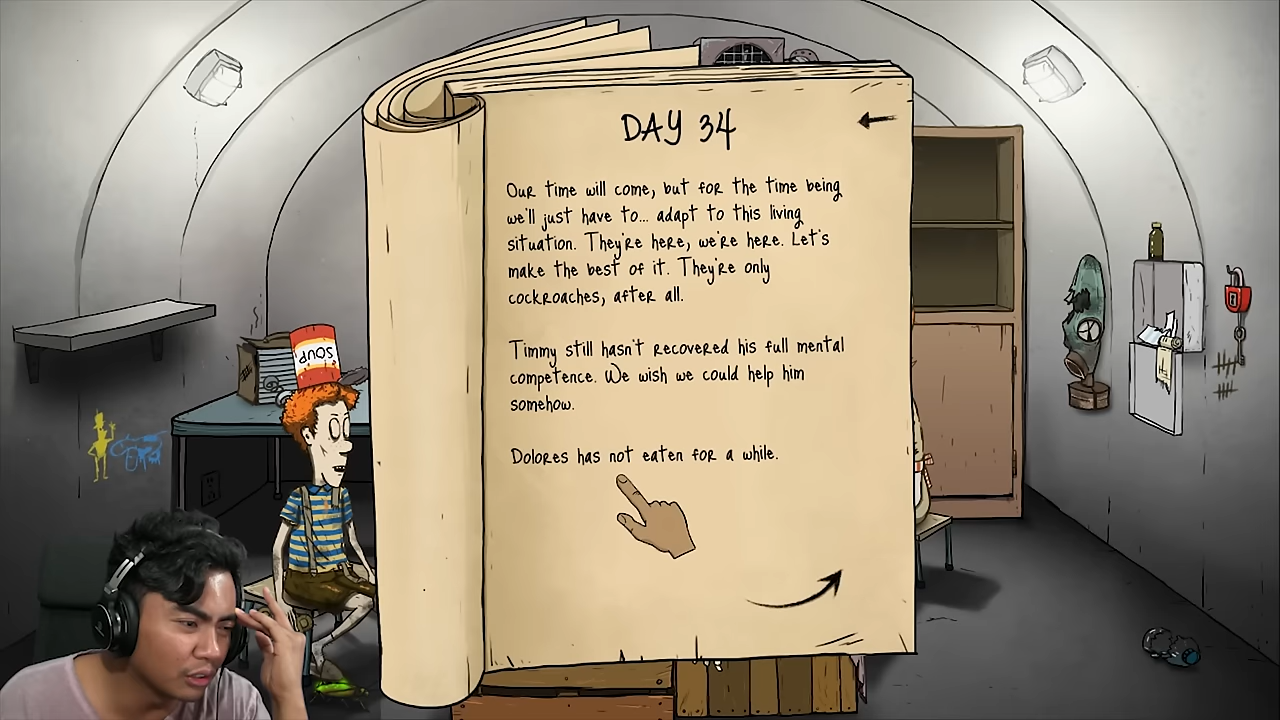 DAY 34
Our time will come, but for the time being
we'll just have to... adapt to this living
situation. They're here, we're here. Let's
make the best of it. They're only
cockroaches, after all.
Timmy still hasn't recovered his full mental
competence. We wish we could help him
somehow.
Dolores has not eaten for a while.
SOUP